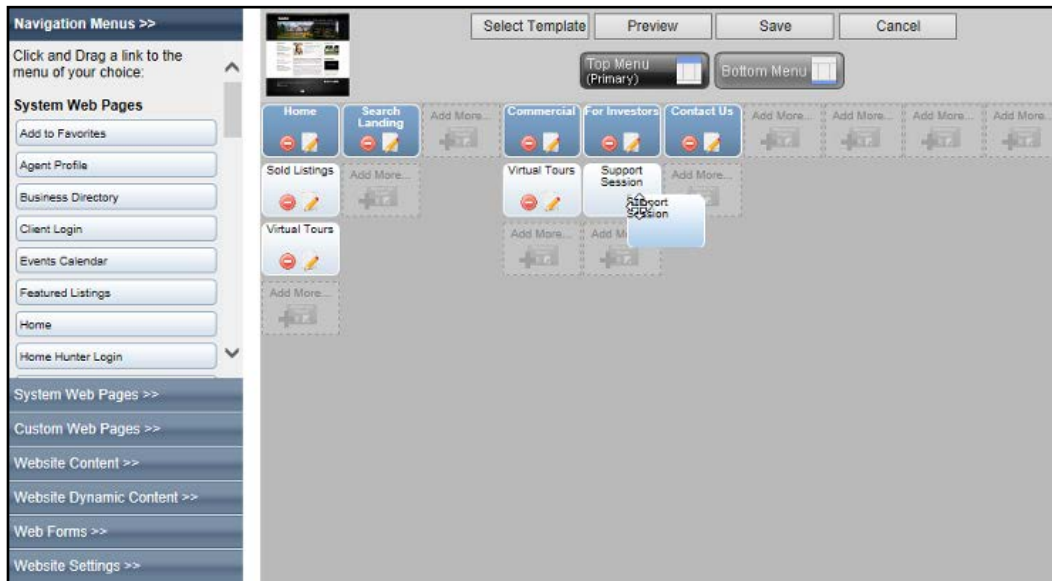 Navigation Menus >>
Click and Drag a link to the
menu of your choice:
System Web Pages
Add to Favorites
Agent Profile
Business Directory
Client Login
Events Calendar
Featured Listings
Home
Home Hunter Login
System Web Pages >>
Custom Web Pages >>
Website Content >>
Website Dynamic Content >>
Web Forms >>
Website Settings >>
Select Template
Preview
Save
Cancel
Top Menu
(Primary)
Bottom Menu
Home
Search
Landing
Add More...
Commercial
For Investors
Contact Us
Add More...
Add More...
Add More...
Add More...
Sold Listings
Add More...
Virtual Tours
Support
Session
Add More...
Support
Session
Virtual Tours
Add More...
Add M
Add More...